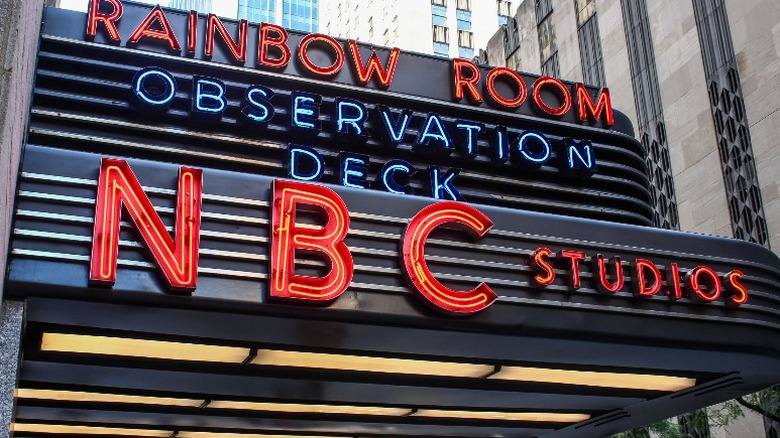 RAINBOW ROOM
OBSERVATION
DECK
NBC STUDIOS